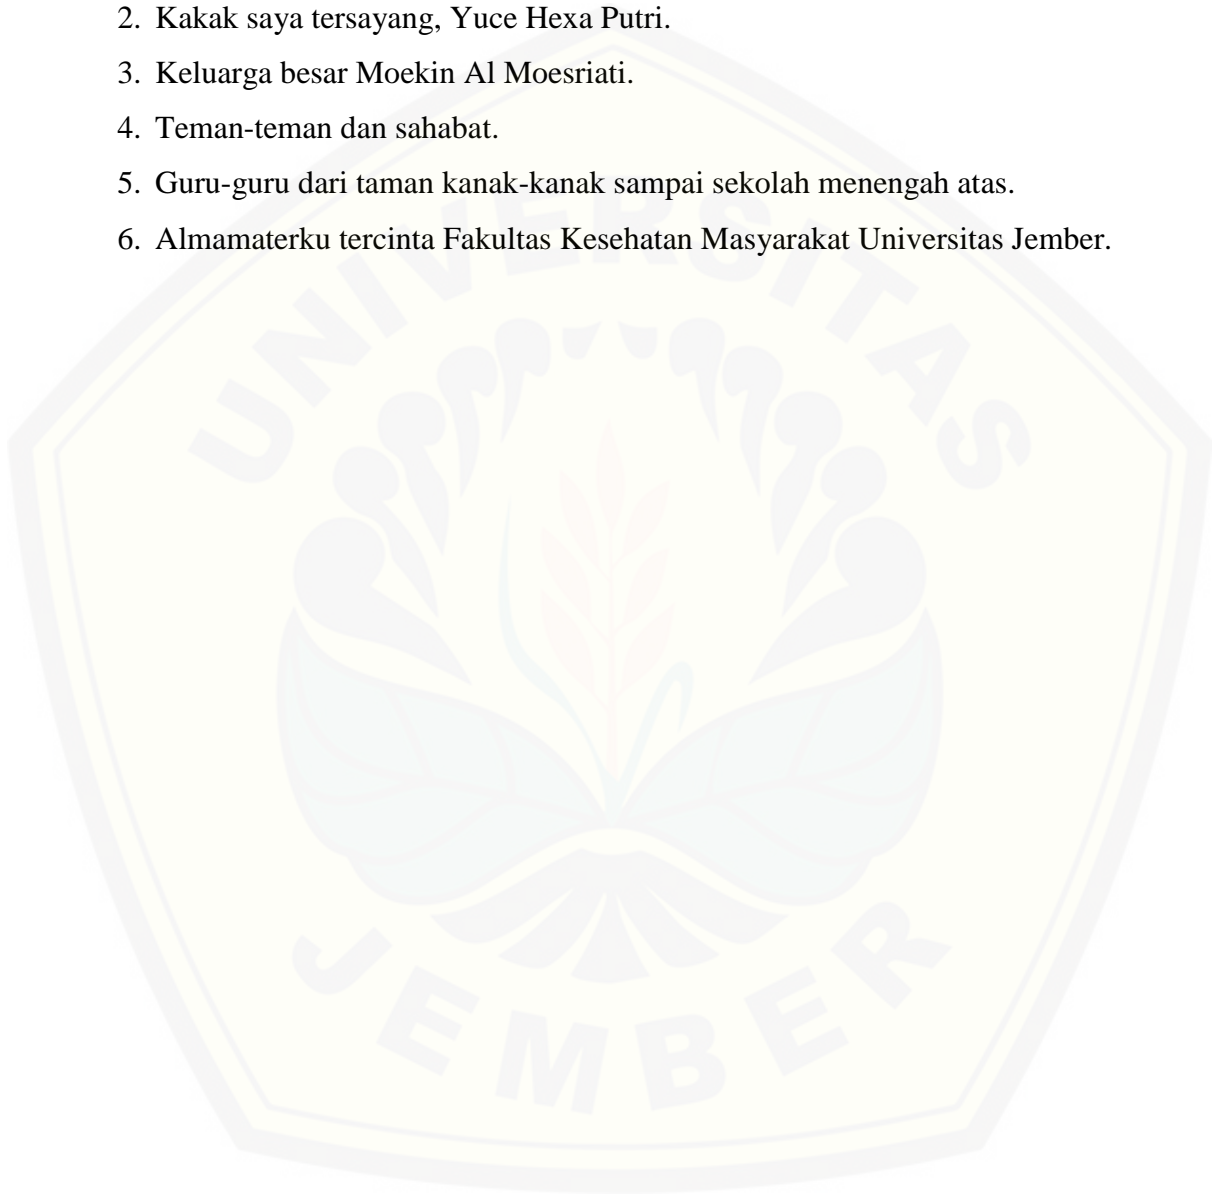 2. Kakak saya tersayang, Yuce Hexa Putri.
3. Keluarga besar Moekin Al Moesriati.
4. Teman-teman dan sahabat.
5. Guru-guru dari taman kanak-kanak sampai sekolah menengah atas.
6. Almamaterku tercinta Fakultas Kesehatan Masyarakat Universitas Jember.
UNIVERSITAS
JEMBER